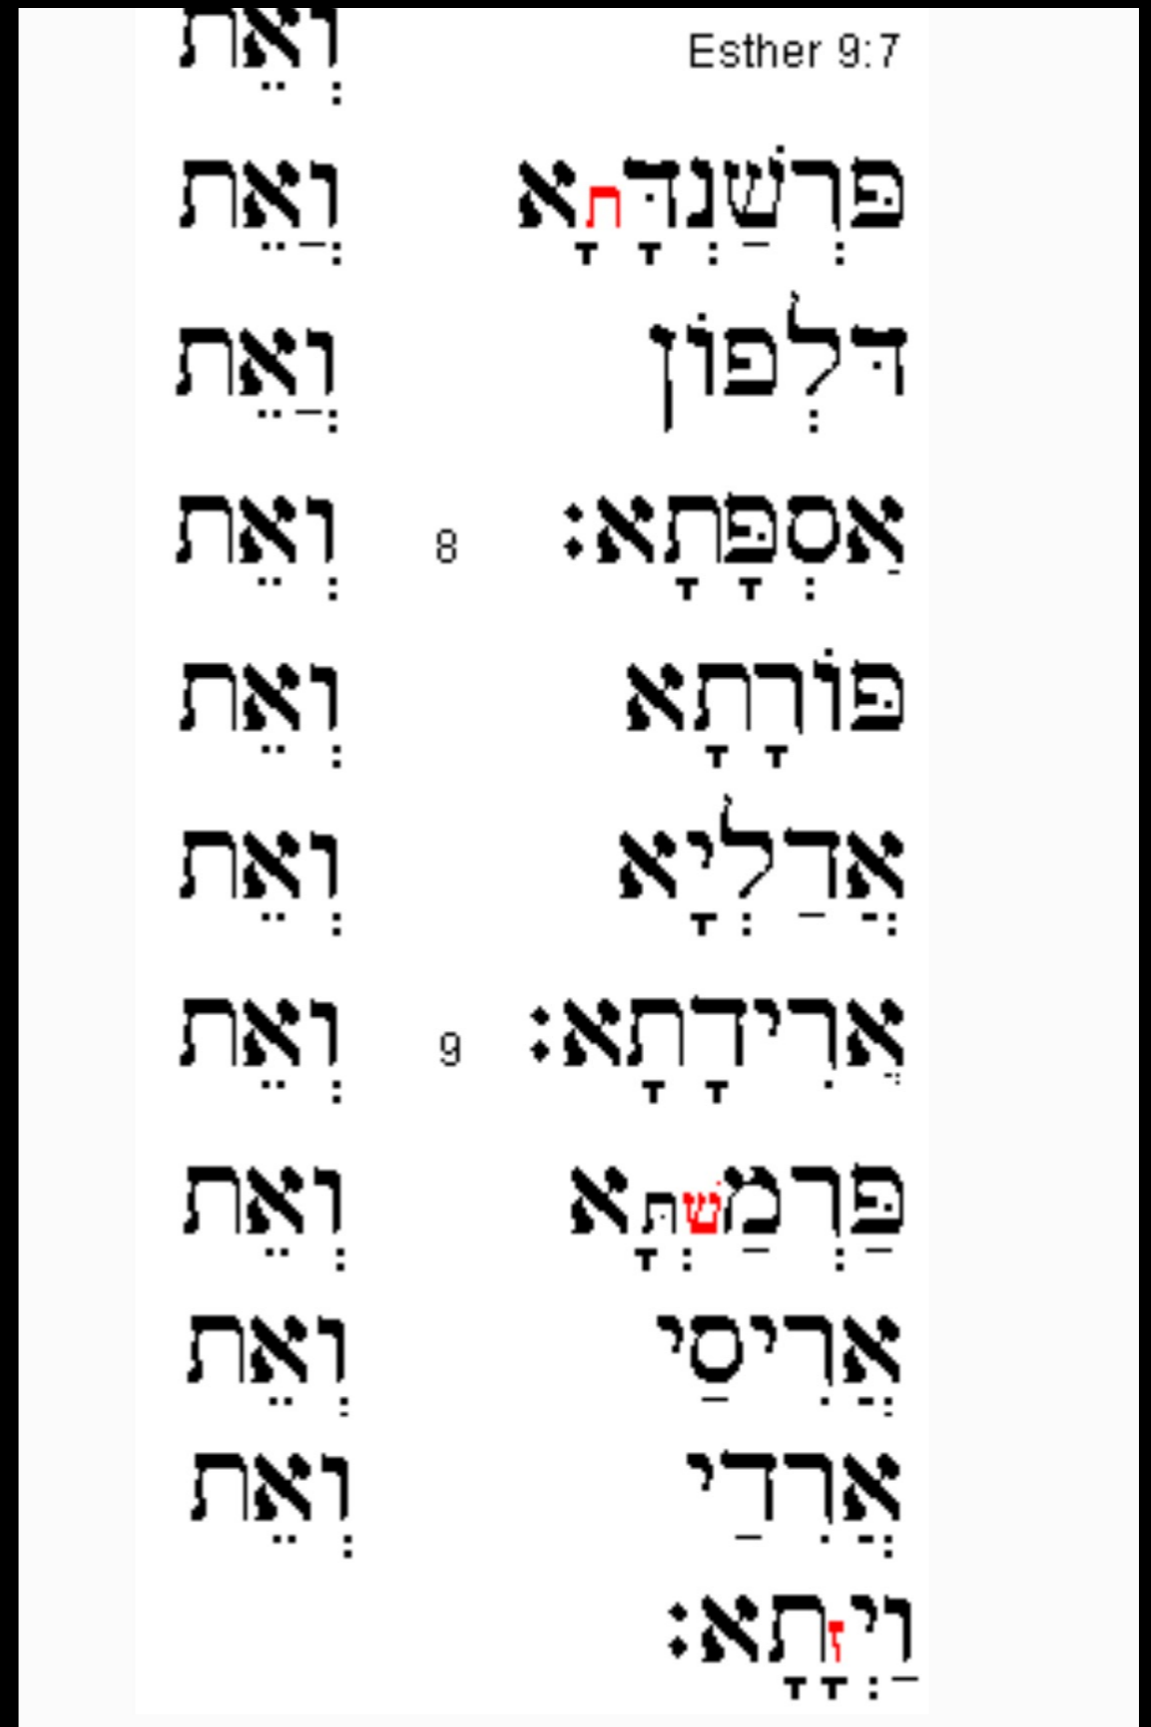 Esther 9:7 וְאֵת
פּרְשַׁנְדָּתָא וֲאֵת
דּלְפוֹן וֲאֵת
אַסְפָּתָא׃ 8 וְאֵת
פּוֹרָתָא וְאֵת
אֲדַלְיָא וְאֵת
אֲרִידָתָא׃ 9 וְאֵת
פַּרְמַשְׁתָּא וְאֵת
אֲרִיסַי וְאֵת
אֲרִדַי וְאֵת
וַיְזָתָא׃